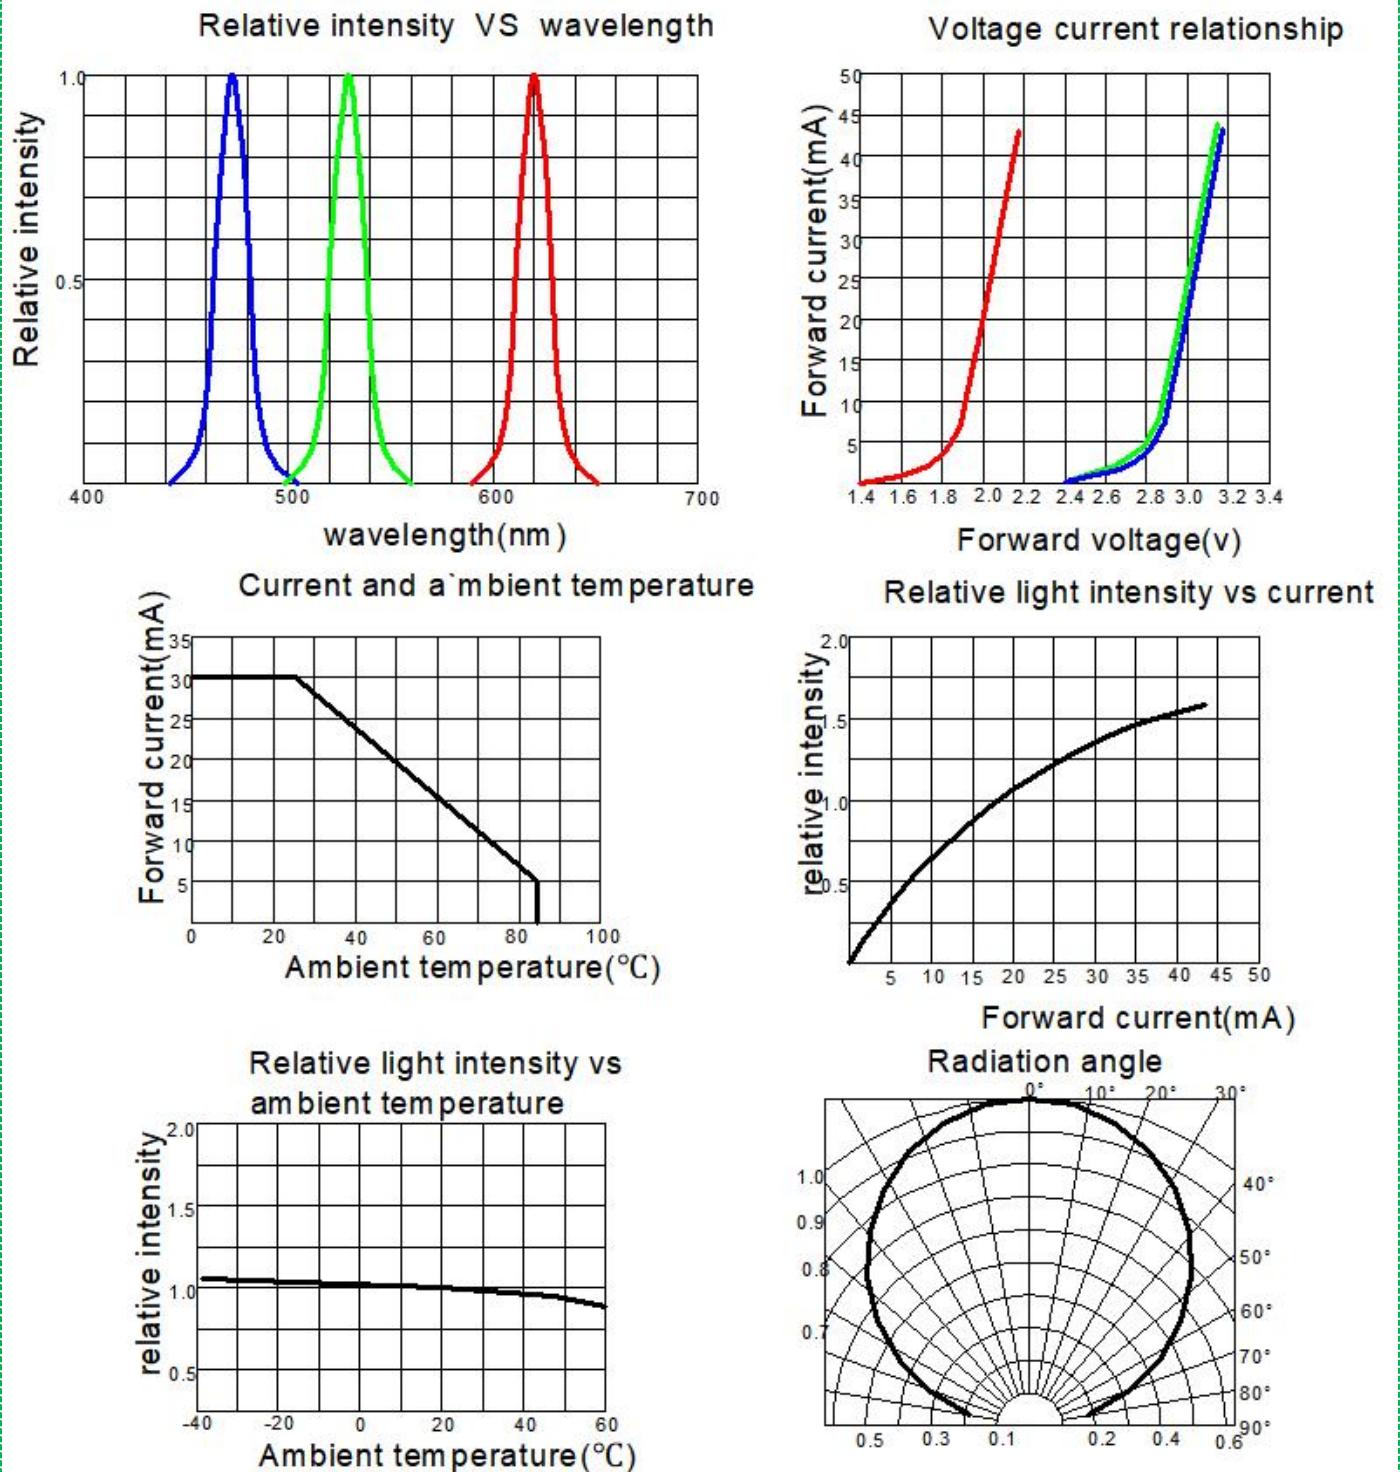 Relative intensity VS wavelength
1.0
0.5
Relative intensity
400 500 600 700
wavelength(nm)
Voltage current relationship
50
45
40
35
30
25
20
15
10
5
Forward current(mA)
1.4 1.6 1.8 2.0 2.2 2.4 2.6 2.8 3.0 3.2 3.4
Forward voltage(v)
Current and a`mbient temperature
35
30
25
20
15
10
5
Forward current(mA)
0 20 40 60 80 100
Ambient temperature(℃)
Relative light intensity vs current
2.0
1.5
1.0
0.5
relative intensity
5 10 15 20 25 30 35 40 45 50
Forward current(mA)
Relative light intensity vs
ambient temperature
2.0
1.5
1.0
0.5
relative intensity
-40 -20 0 20 40 60
Ambient temperature(℃)
Radiation angle
0° 10° 20° 30°
40°
50°
60°
70°
80°
90°
1.0
0.9
0.8
0.7
0.5 0.3 0.1 0.2 0.4 0.6